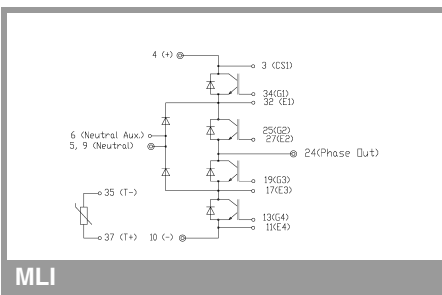 4 (+)
3 (CS1)
34(G1)
32 (E1)
25(G2)
27(E2)
6 (Neutral Aux.)
5, 9 (Neutral)
24(Phase Out)
19(G3)
17(E3)
35 (T-)
13(G4)
11(E4)
37 (T+)
10 (-)
MLI